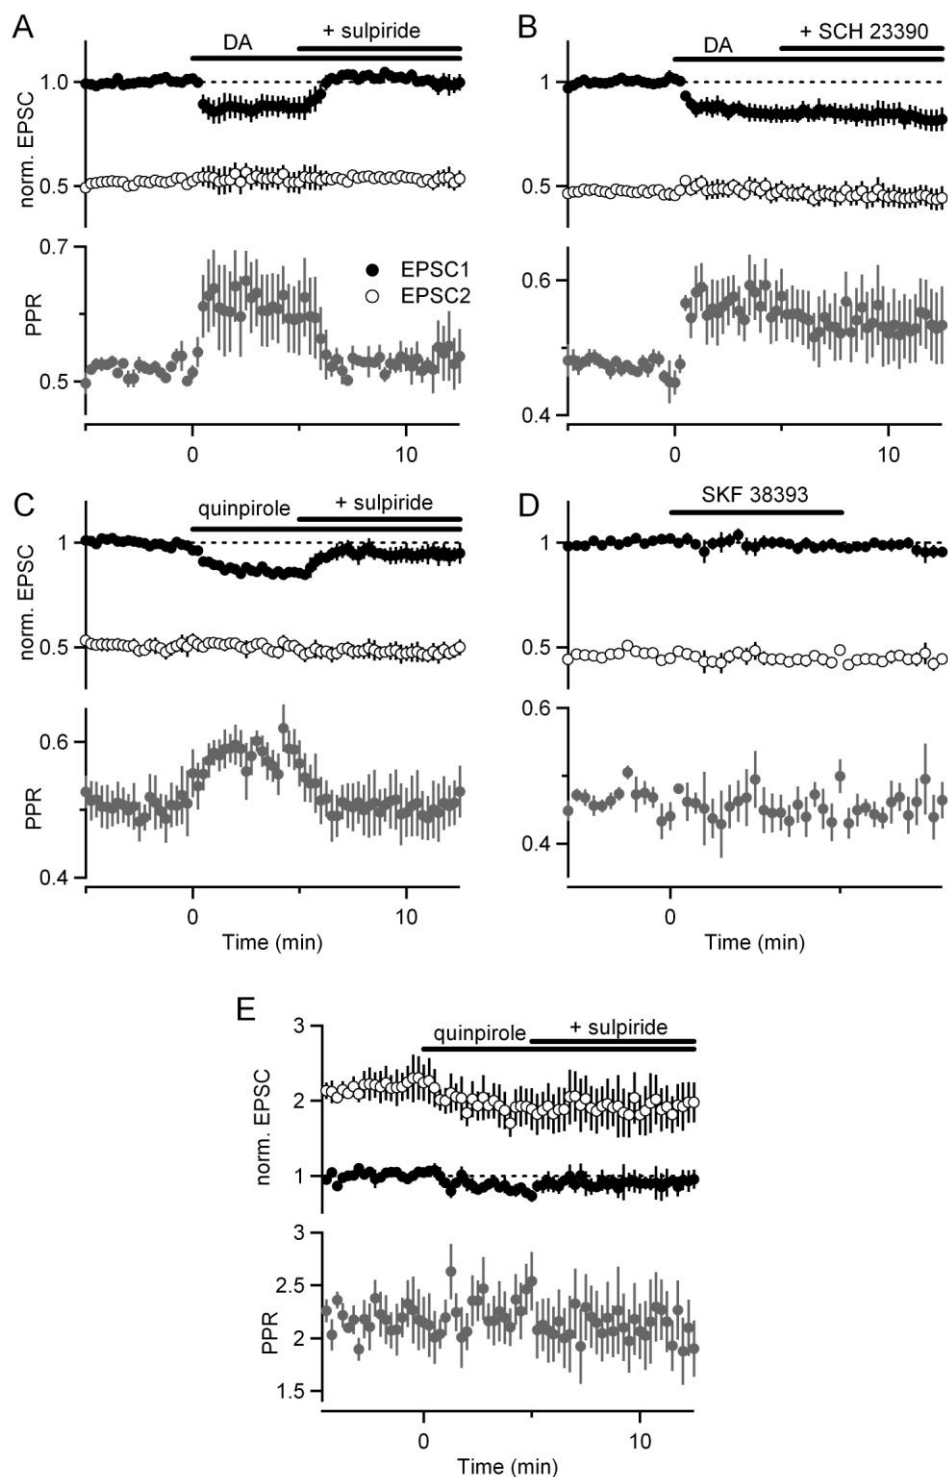 A
DA
+ sulpiride
1.0
0.5
norm. EPSC
0.7
0.5
PPR
EPSC1
EPSC2
0
10
B
DA
+ SCH 23390
1
0.5
0.6
0.4
0
10
C
quinpirole
+ sulpiride
1
0.5
norm. EPSC
0.6
0.4
PPR
0
10
Time (min)
D
SKF 38393
1
0.5
0.6
0.4
0
Time (min)
E
quinpirole
+ sulpiride
3
2
1
norm. EPSC
3
2.5
2
1.5
PPR
0
10
Time (min)